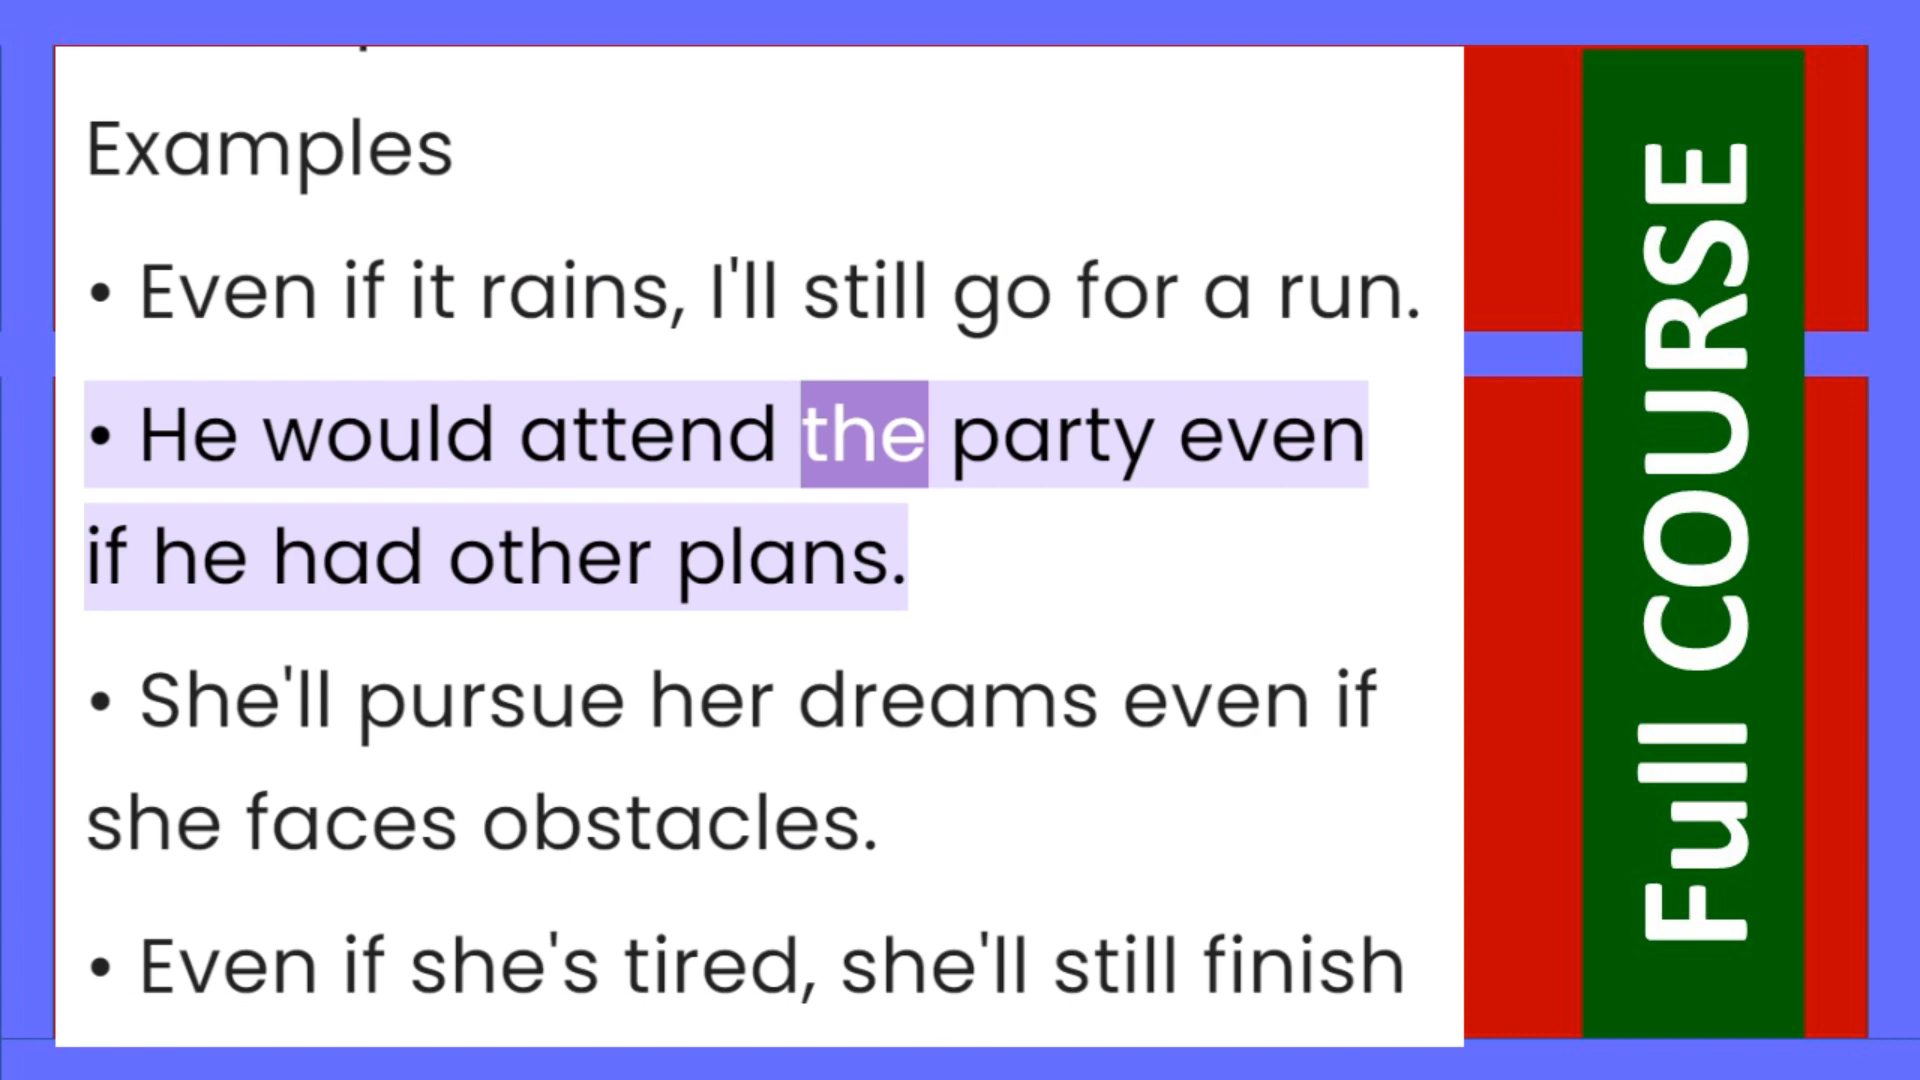 Examples
• Even if it rains, I'll still go for a run.
• He would attend the party even
if he had other plans.
• She'll pursue her dreams even if
she faces obstacles.
• Even if she's tired, she'll still finish
Full COURSE